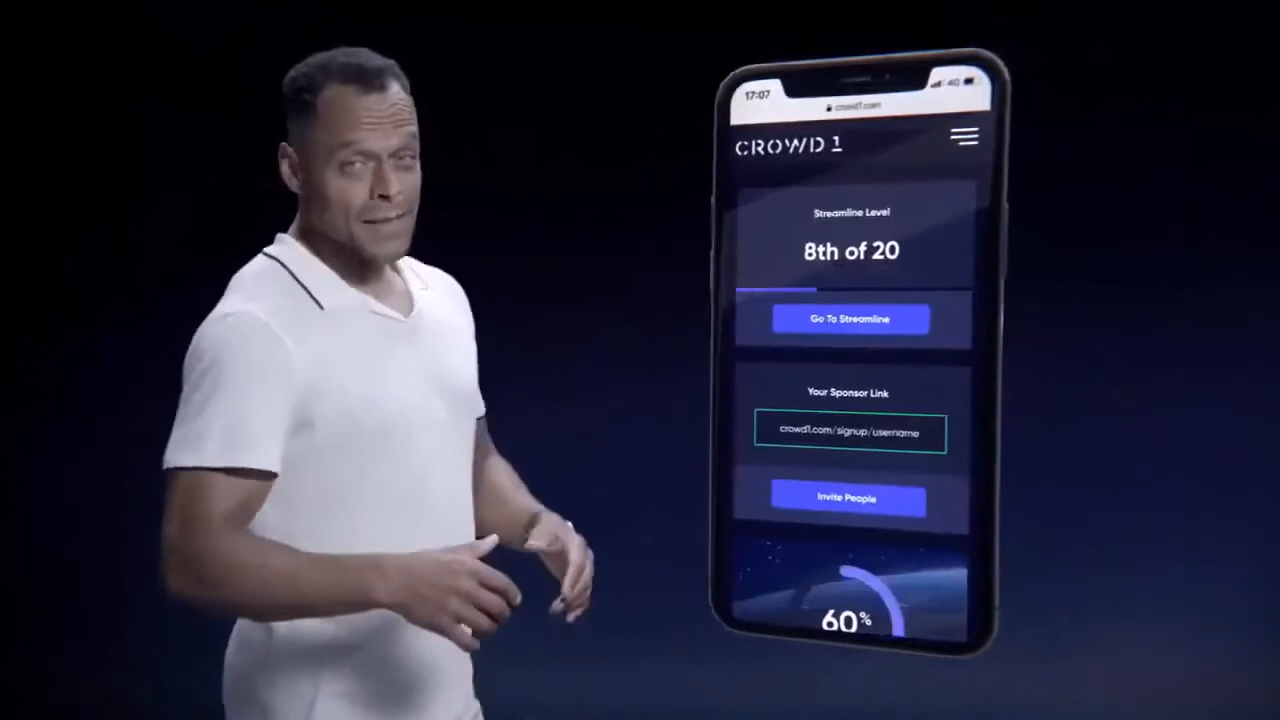 17:07
4G
crowd1.com
CROWD 1
Streamline Level
8th of 20
Go To Streamline
Your Sponsor Link
crowd1.com/signup/username
Invite People
60%